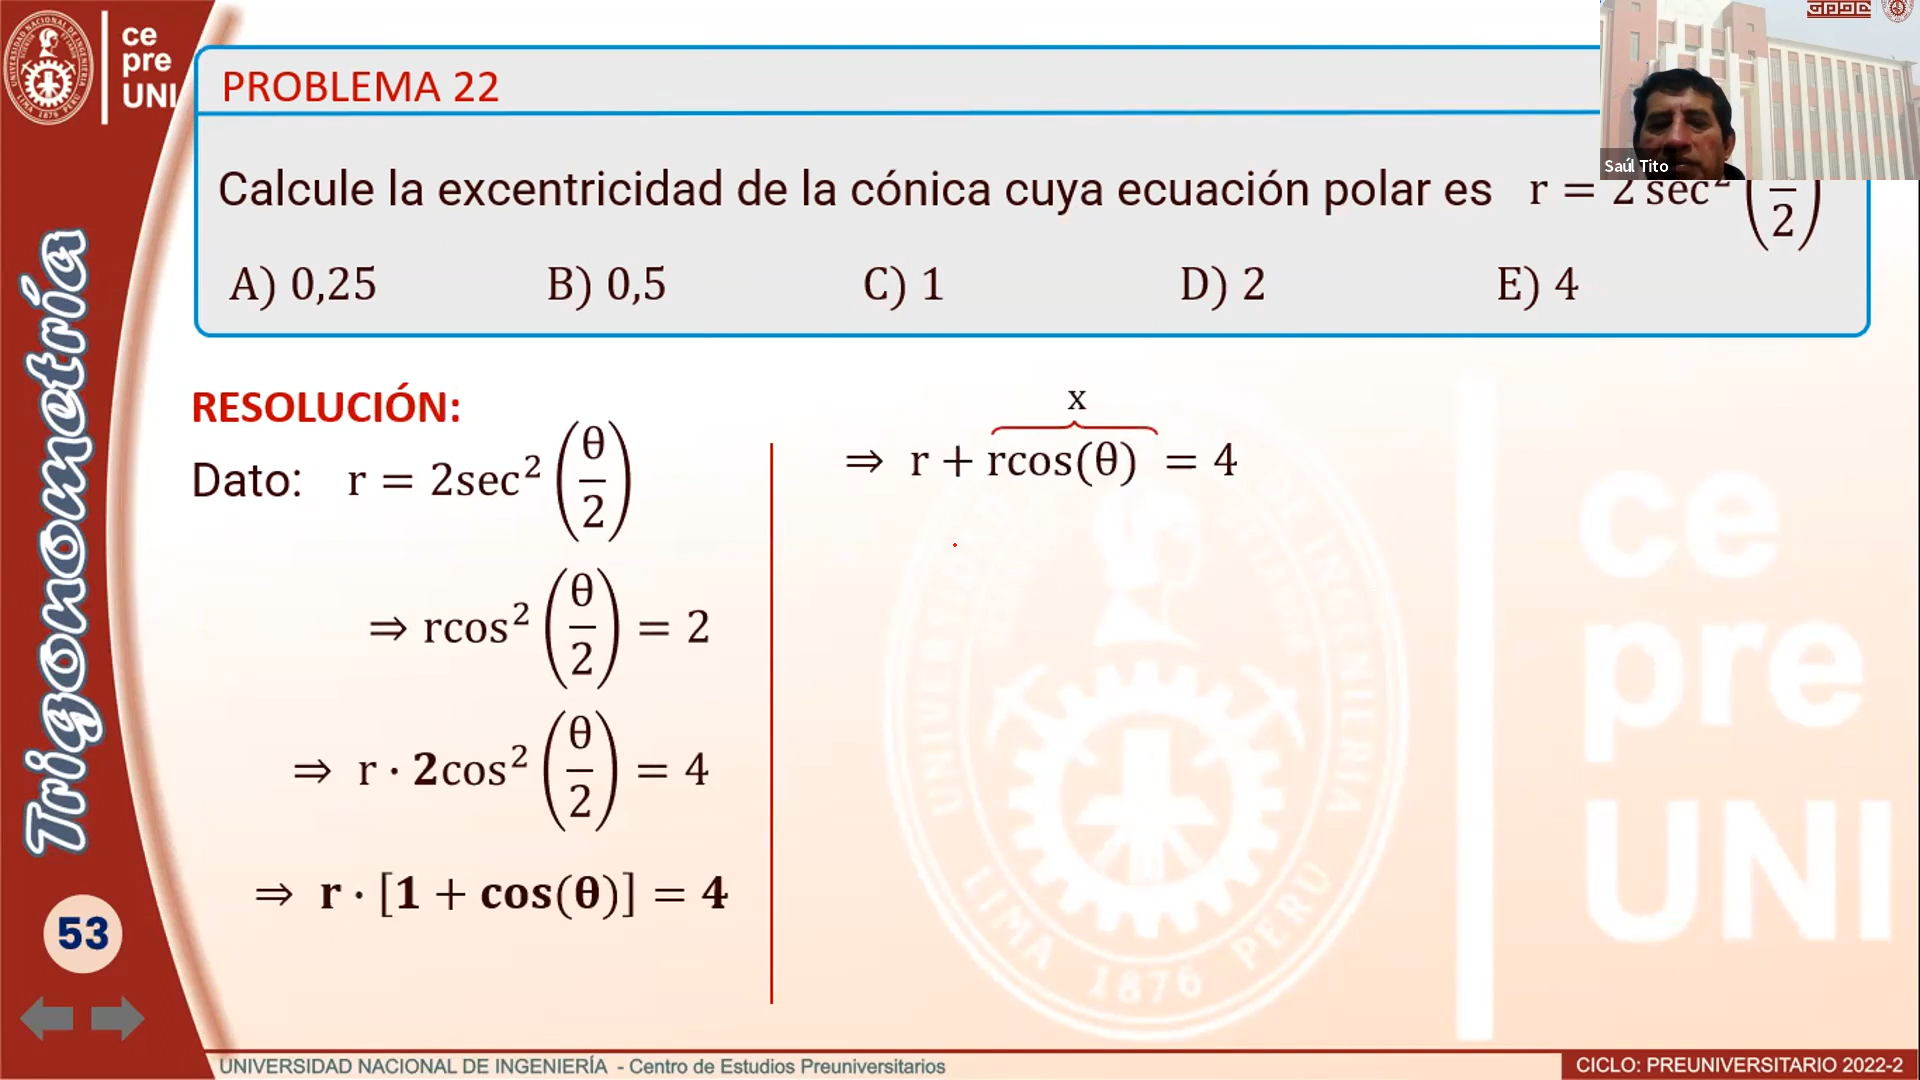 ce
pre
UNI
PROBLEMA 22
Saúl Tito
Calcule la excentricidad de la cónica cuya ecuación polar es r = 2 sec² (—/2)
A) 0,25 B) 0,5 C) 1 D) 2 E) 4
Trigonometría
RESOLUCIÓN:
Dato: r = 2sec² (θ/2)
⇒ rcos² (θ/2) = 2
⇒ r · 2cos² (θ/2) = 4
⇒ r · [1 + cos(θ)] = 4
x
⇒ r + rcos(θ) = 4
ce
pre
UNI
LIMA 1876 PERU
53
UNIVERSIDAD NACIONAL DE INGENIERÍA - Centro de Estudios Preuniversitarios
CICLO: PREUNIVERSITARIO 2022-2